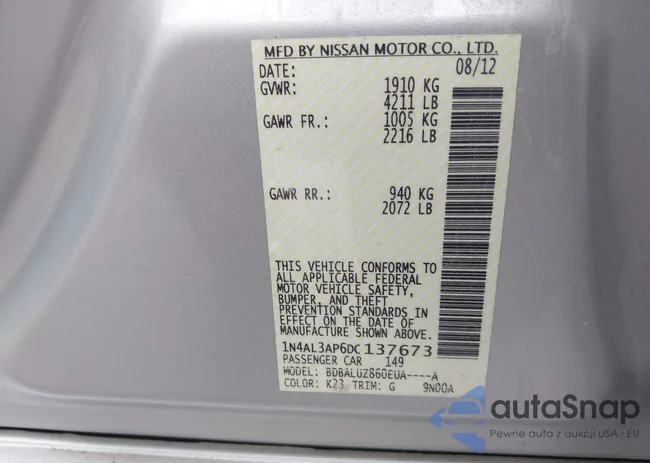 MFD BY NISSAN MOTOR CO., LTD.
DATE: 08/12
GVWR: 1910 KG
4211 LB
GAWR FR.: 1005 KG
2216 LB
GAWR RR.: 940 KG
2072 LB
THIS VEHICLE CONFORMS TO
ALL APPLICABLE FEDERAL
MOTOR VEHICLE SAFETY,
BUMPER, AND THEFT
PREVENTION STANDARDS IN
EFFECT ON THE DATE OF
MANUFACTURE SHOWN ABOVE.
1N4AL3AP6DC137673
PASSENGER CAR 149
MODEL: BDBALUZ860EUA----A
COLOR: K23 TRIM: G 9N00A
autaSnap
Pewne auta z aukcji USA i EU